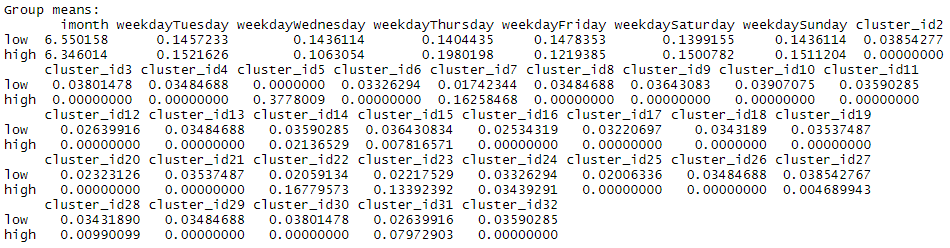 Group means:
imonth weekdayTuesday weekdayWednesday weekdayThursday weekdayFriday weekdaySaturday weekdaySunday cluster_id2
low 6.550158 0.1457233 0.1436114 0.1404435 0.1478353 0.1399155 0.1436114 0.03854277
high 6.346014 0.1521626 0.1063054 0.1980198 0.1219385 0.1500782 0.1511204 0.00000000
cluster_id3 cluster_id4 cluster_id5 cluster_id6 cluster_id7 cluster_id8 cluster_id9 cluster_id10 cluster_id11
low 0.03801478 0.03484688 0.0000000 0.03326294 0.01742344 0.03484688 0.03643083 0.03907075 0.03590285
high 0.00000000 0.00000000 0.3778009 0.00000000 0.16258468 0.00000000 0.00000000 0.00000000 0.00000000
cluster_id12 cluster_id13 cluster_id14 cluster_id15 cluster_id16 cluster_id17 cluster_id18 cluster_id19
low 0.02639916 0.03484688 0.03590285 0.036430834 0.02534319 0.03220697 0.0343189 0.03537487
high 0.00000000 0.00000000 0.02136529 0.007816571 0.00000000 0.00000000 0.0000000 0.00000000
cluster_id20 cluster_id21 cluster_id22 cluster_id23 cluster_id24 cluster_id25 cluster_id26 cluster_id27
low 0.02323126 0.03537487 0.02059134 0.02217529 0.03326294 0.02006336 0.03484688 0.038542767
high 0.00000000 0.00000000 0.16779573 0.13392392 0.03439291 0.00000000 0.00000000 0.004689943
cluster_id28 cluster_id29 cluster_id30 cluster_id31 cluster_id32
low 0.03431890 0.03484688 0.03801478 0.02639916 0.03590285
high 0.00990099 0.00000000 0.00000000 0.07972903 0.00000000